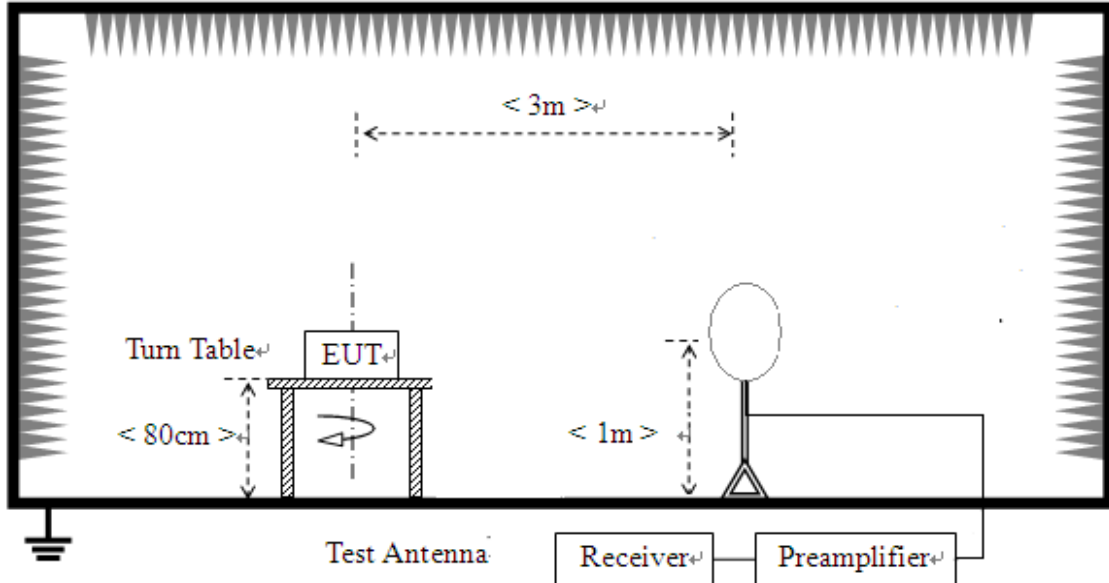 < 3m >↵
Turn Table↵
EUT↵
< 80cm >↵
< 1m >↵
Test Antenna
Receiver↵
Preamplifier↵